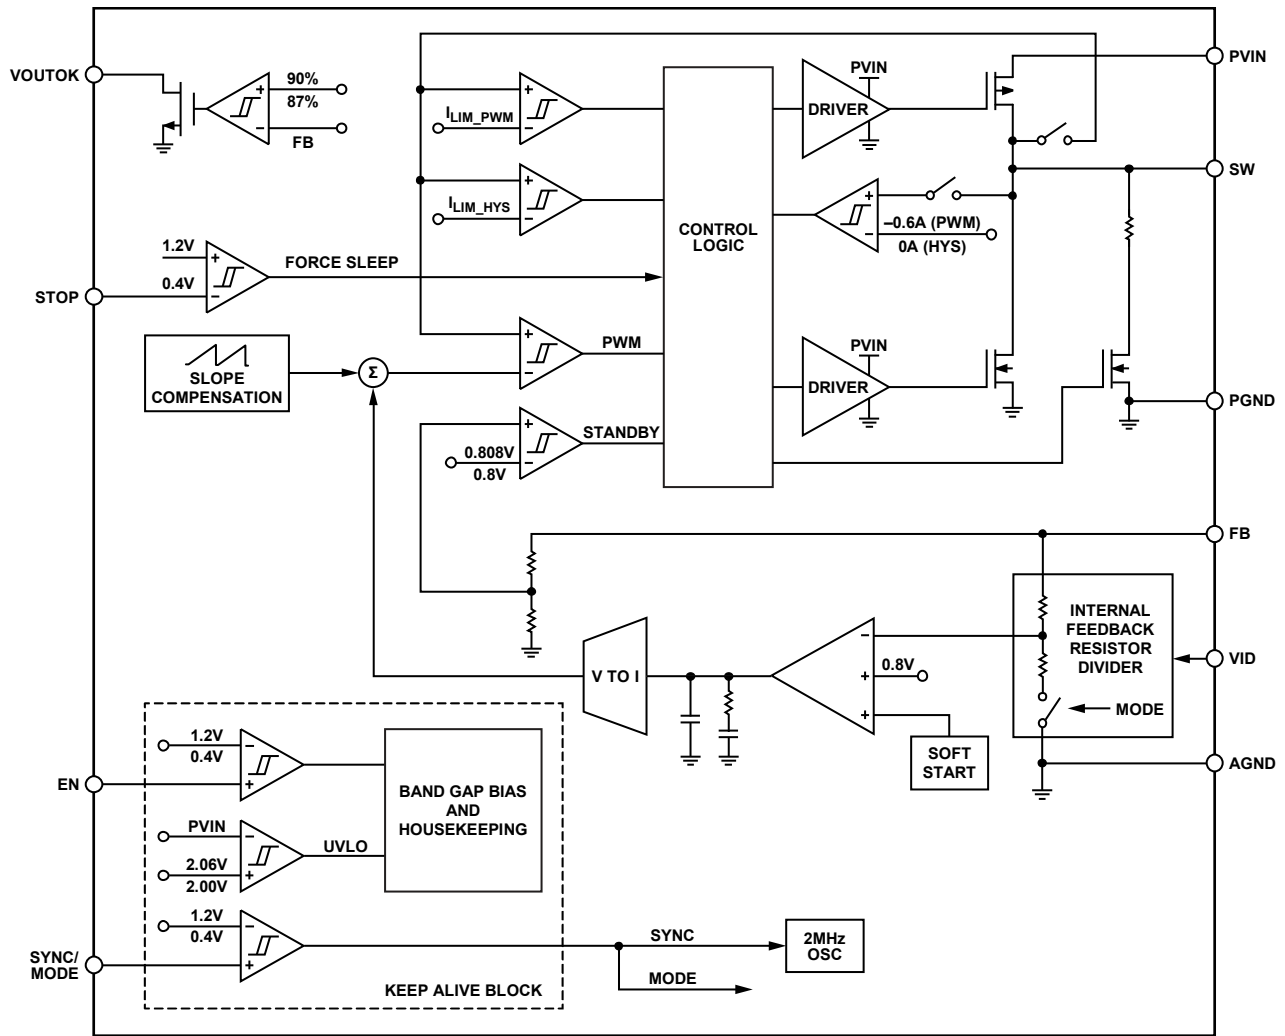 VOUTOK
90%
87%
FB
+
−
I_LIM_PWM
+
−
I_LIM_HYS
+
−
PVIN
DRIVER
PVIN
SW
CONTROL
LOGIC
+
−
−0.6A (PWM)
0A (HYS)
STOP
1.2V
0.4V
+
−
FORCE SLEEP
SLOPE
COMPENSATION
Σ
+
−
PWM
PVIN
DRIVER
PGND
+
−
0.808V
0.8V
STANDBY
FB
INTERNAL
FEEDBACK
RESISTOR
DIVIDER
MODE
VID
V TO I
−
+
+
0.8V
SOFT
START
AGND
EN
1.2V
0.4V
−
+
PVIN
2.06V
2.00V
−
+
UVLO
BAND GAP BIAS
AND
HOUSEKEEPING
SYNC/
MODE
1.2V
0.4V
−
+
KEEP ALIVE BLOCK
SYNC
MODE
2MHz
OSC